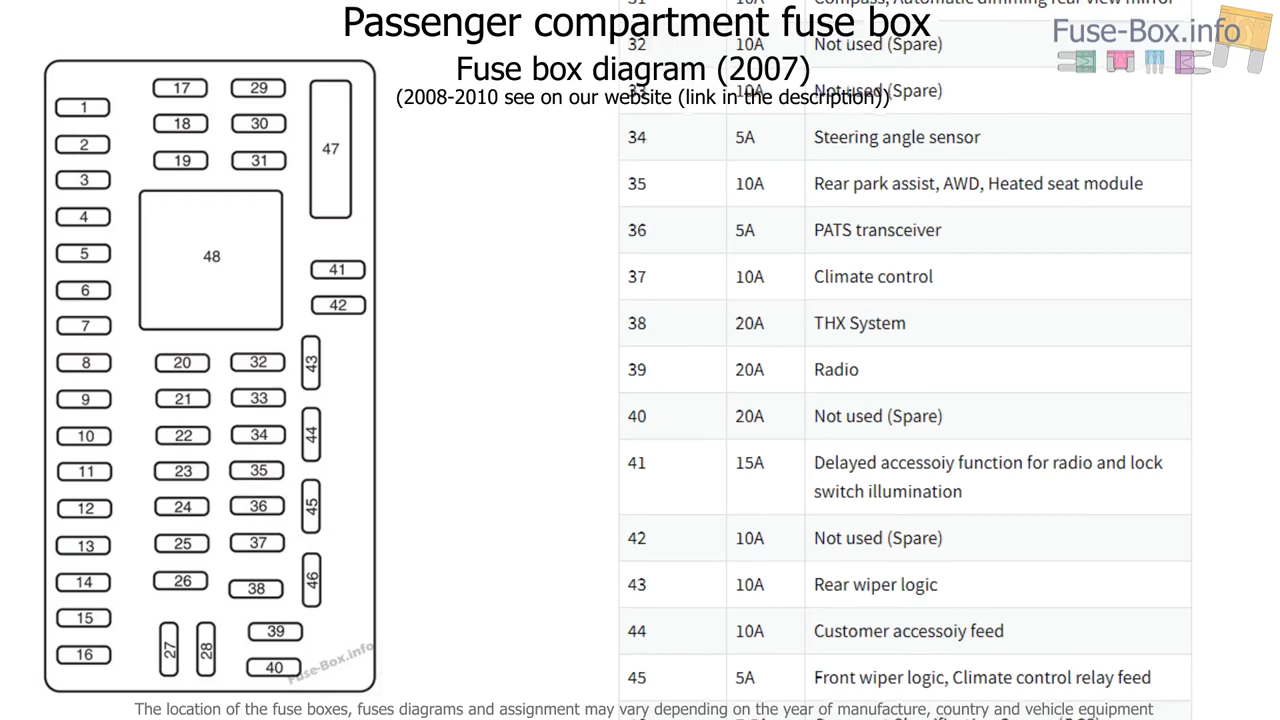 Passenger compartment fuse box
Fuse box diagram (2007)
(2008-2010 see on our website (link in the description))
Fuse-Box.info
1
2
3
4
5
6
7
8
9
10
11
12
13
14
15
16
17
18
19
29
30
31
47
48
41
42
20
21
22
23
24
25
26
32
33
34
35
36
37
38
43
44
45
46
27
28
39
40
Fuse-Box.info
32 10A Not used (Spare)
10A Not used (Spare)
34 5A Steering angle sensor
35 10A Rear park assist, AWD, Heated seat module
36 5A PATS transceiver
37 10A Climate control
38 20A THX System
39 20A Radio
40 20A Not used (Spare)
41 15A Delayed accessoiy function for radio and lock
switch illumination
42 10A Not used (Spare)
43 10A Rear wiper logic
44 10A Customer accessoiy feed
45 5A Front wiper logic, Climate control relay feed
The location of the fuse boxes, fuses diagrams and assignment may vary depending on the year of manufacture, country and vehicle equipment